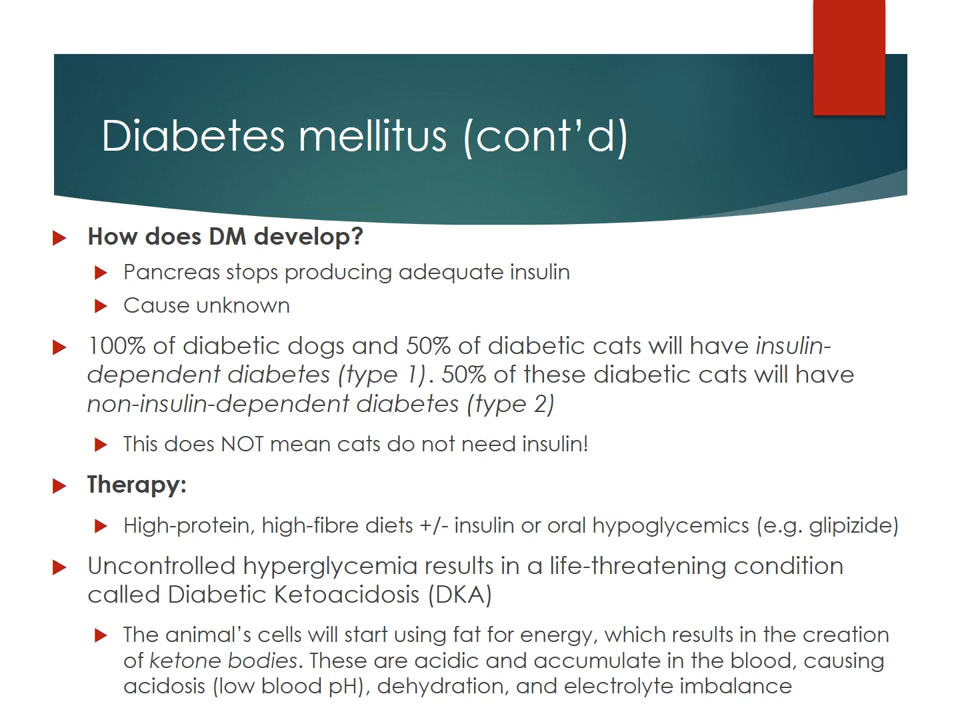 Diabetes mellitus (cont’d)
How does DM develop?
Pancreas stops producing adequate insulin
Cause unknown
100% of diabetic dogs and 50% of diabetic cats will have insulin-
dependent diabetes (type 1). 50% of these diabetic cats will have
non-insulin-dependent diabetes (type 2)
This does NOT mean cats do not need insulin!
Therapy:
High-protein, high-fibre diets +/- insulin or oral hypoglycemics (e.g. glipizide)
Uncontrolled hyperglycemia results in a life-threatening condition
called Diabetic Ketoacidosis (DKA)
The animal’s cells will start using fat for energy, which results in the creation
of ketone bodies. These are acidic and accumulate in the blood, causing
acidosis (low blood pH), dehydration, and electrolyte imbalance